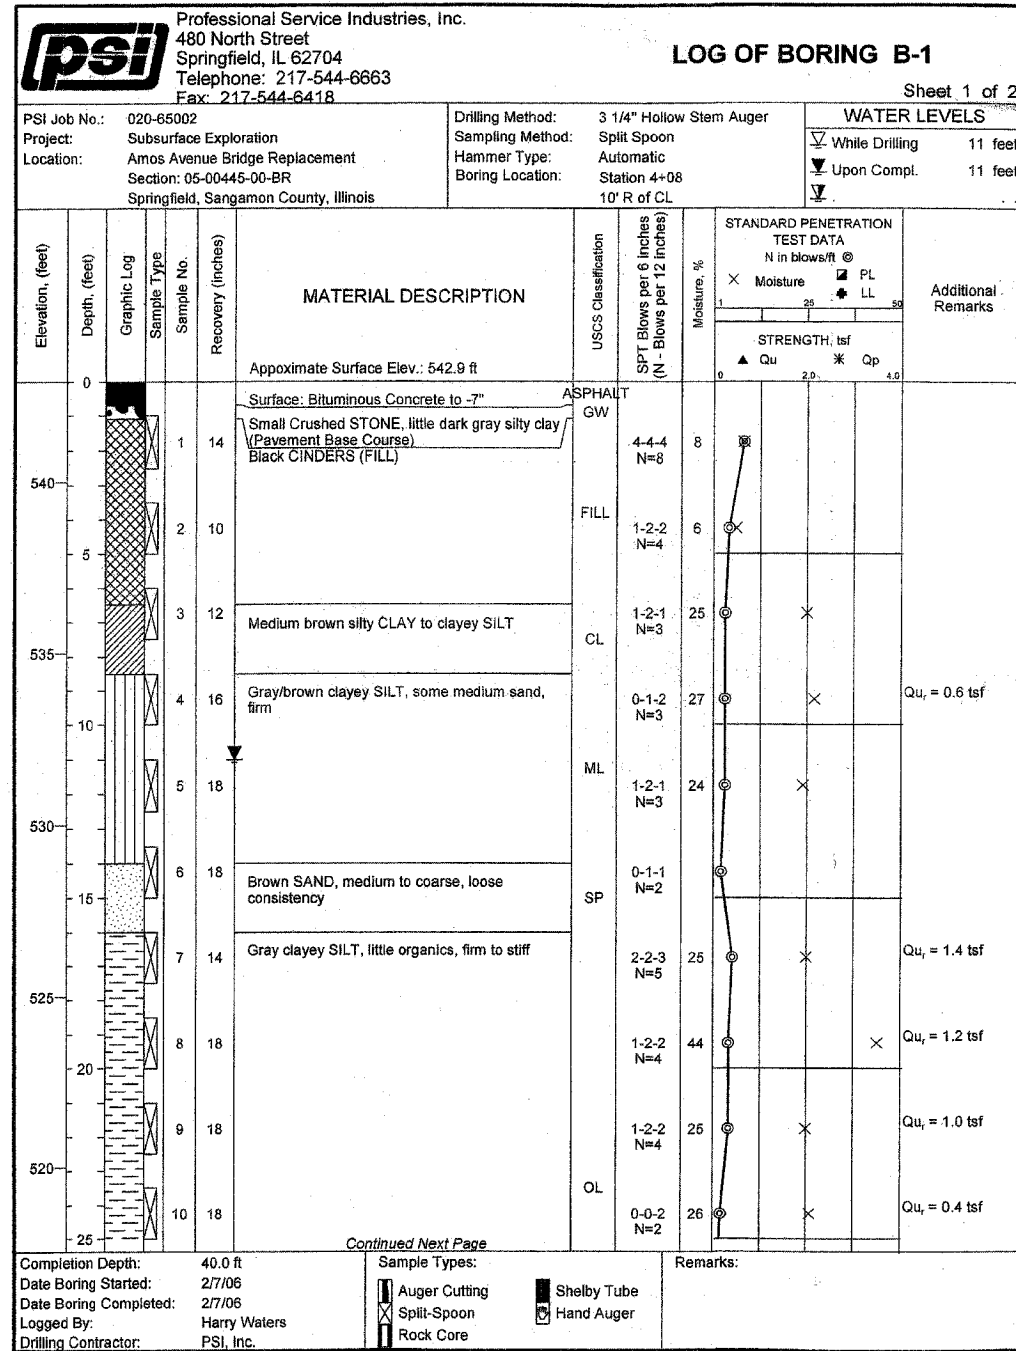 psi
Professional Service Industries, Inc.
480 North Street
Springfield, IL 62704
Telephone: 217-544-6663
Fax: 217-544-6418
LOG OF BORING B-1
Sheet 1 of 2
PSI Job No.: 020-65002
Project: Subsurface Exploration
Location: Amos Avenue Bridge Replacement
Section: 05-00445-00-BR
Springfield, Sangamon County, Illinois
Drilling Method: 3 1/4" Hollow Stem Auger
Sampling Method: Split Spoon
Hammer Type: Automatic
Boring Location: Station 4+08
10' R of CL
WATER LEVELS
While Drilling 11 feet
Upon Compl. 11 feet
Elevation, (feet)
Depth, (feet)
Graphic Log
Sample Type
Sample No.
Recovery (inches)
MATERIAL DESCRIPTION
USCS Classification
SPT Blows per 6 inches
(N - Blows per 12 inches)
Moisture, %
STANDARD PENETRATION
TEST DATA
N in blows/ft
Moisture
PL
LL
1 25 50
STRENGTH, tsf
Qu Qp
0 2.0 4.0
Additional
Remarks
Appoximate Surface Elev.: 542.9 ft
0
Surface: Bituminous Concrete to -7"
ASPHALT
GW
Small Crushed STONE, little dark gray silty clay
(Pavement Base Course)
Black CINDERS (FILL)
1 14 4-4-4 8
N=8
540
FILL
2 10 1-2-2 6
N=4
5
3 12 1-2-1 25
N=3
Medium brown silty CLAY to clayey SILT
CL
535
Gray/brown clayey SILT, some medium sand,
firm
4 16 0-1-2 27 Qur = 0.6 tsf
N=3
10
ML
5 18 1-2-1 24
N=3
530
6 18 0-1-1
N=2
Brown SAND, medium to coarse, loose
consistency
SP
15
Gray clayey SILT, little organics, firm to stiff
7 14 2-2-3 25 Qur = 1.4 tsf
N=5
525
8 18 1-2-2 44 Qur = 1.2 tsf
N=4
20
9 18 1-2-2 25 Qur = 1.0 tsf
N=4
520
OL
10 18 0-0-2 26 Qur = 0.4 tsf
N=2
25
Continued Next Page
Completion Depth: 40.0 ft
Date Boring Started: 2/7/06
Date Boring Completed: 2/7/06
Logged By: Harry Waters
Drilling Contractor: PSI, Inc.
Sample Types:
Auger Cutting
Split-Spoon
Rock Core
Shelby Tube
Hand Auger
Remarks: